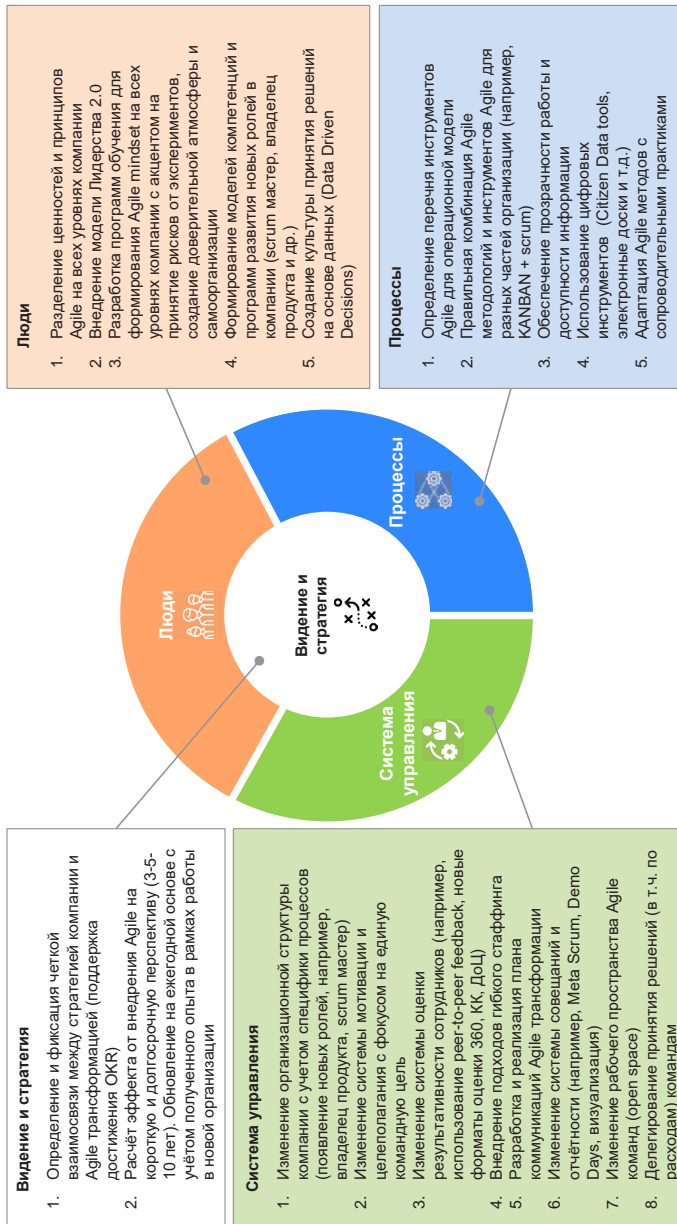 Видение и стратегия
1. Определение и фиксация четкой
взаимосвязи между стратегией компании и
Agile трансформацией (поддержка
достижения OKR)
2. Расчёт эффекта от внедрения Agile на
короткую и долгосрочную перспективу (3-5-
10 лет). Обновление на ежегодной основе с
учётом полученного опыта в рамках работы
в новой организации
Люди
1. Разделение ценностей и принципов
Agile на всех уровнях компании
2. Внедрение модели Лидерства 2.0
3. Разработка программ обучения для
формирования Agile mindset на всех
уровнях компании с акцентом на
принятие рисков от экспериментов,
создание доверительной атмосферы и
самоорганизации
4. Формирование моделей компетенций и
программ развития новых ролей в
компании (scrum мастер, владелец
продукта и др.)
5. Создание культуры принятия решений
на основе данных (Data Driven
Decisions)
Люди
Видение и
стратегия
Система
управления
Процессы
Система управления
1. Изменение организационной структуры
компании с учетом специфики процессов
(появление новых ролей, например,
владелец продукта, scrum мастер)
2. Изменение системы мотивации и
целеполагания с фокусом на единую
командную цель
3. Изменение системы оценки
результативности сотрудников (например,
использование peer-to-peer feedback, новые
форматы оценки 360, КК, ДоЦ)
4. Внедрение подходов гибкого стаффинга
5. Разработка и реализация плана
коммуникаций Agile трансформации
6. Изменение системы совещаний и
отчётности (например, Meta Scrum, Demo
Days, визуализация)
7. Изменение рабочего пространства Agile
команд (open space)
8. Делегирование принятия решений (в т.ч. по
расходам) командам
Процессы
1. Определение перечня инструментов
Agile для операционной модели
2. Правильная комбинация Agile
методологий и инструментов Agile для
разных частей организации (например,
KANBAN + scrum)
3. Обеспечение прозрачности работы и
доступности информации
4. Использование цифровых
инструментов (Citizen Data tools,
электронные доски и т.д.)
5. Адаптация Agile методов с
сопроводительными практиками